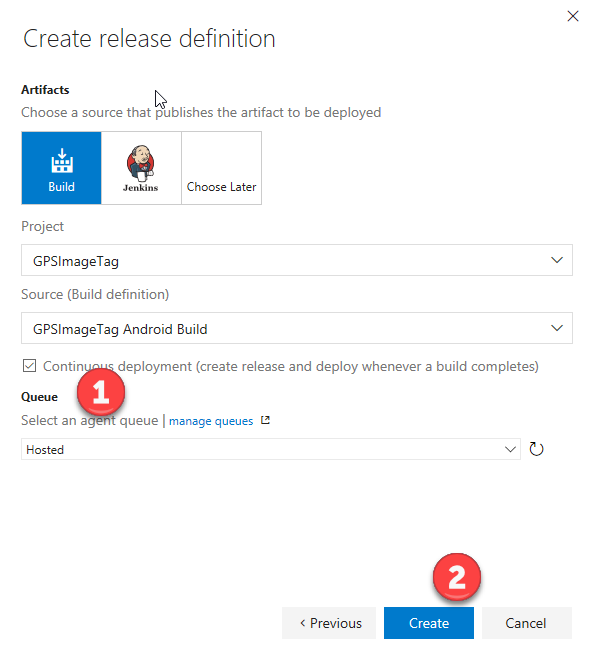 Create release definition
Artifacts
Choose a source that publishes the artifact to be deployed
Build
Jenkins
Choose Later
Project
GPSImageTag
Source (Build definition)
GPSImageTag Android Build
Continuous deployment (create release and deploy whenever a build completes)
1
Queue
Select an agent queue | manage queues
Hosted
2
< Previous
Create
Cancel